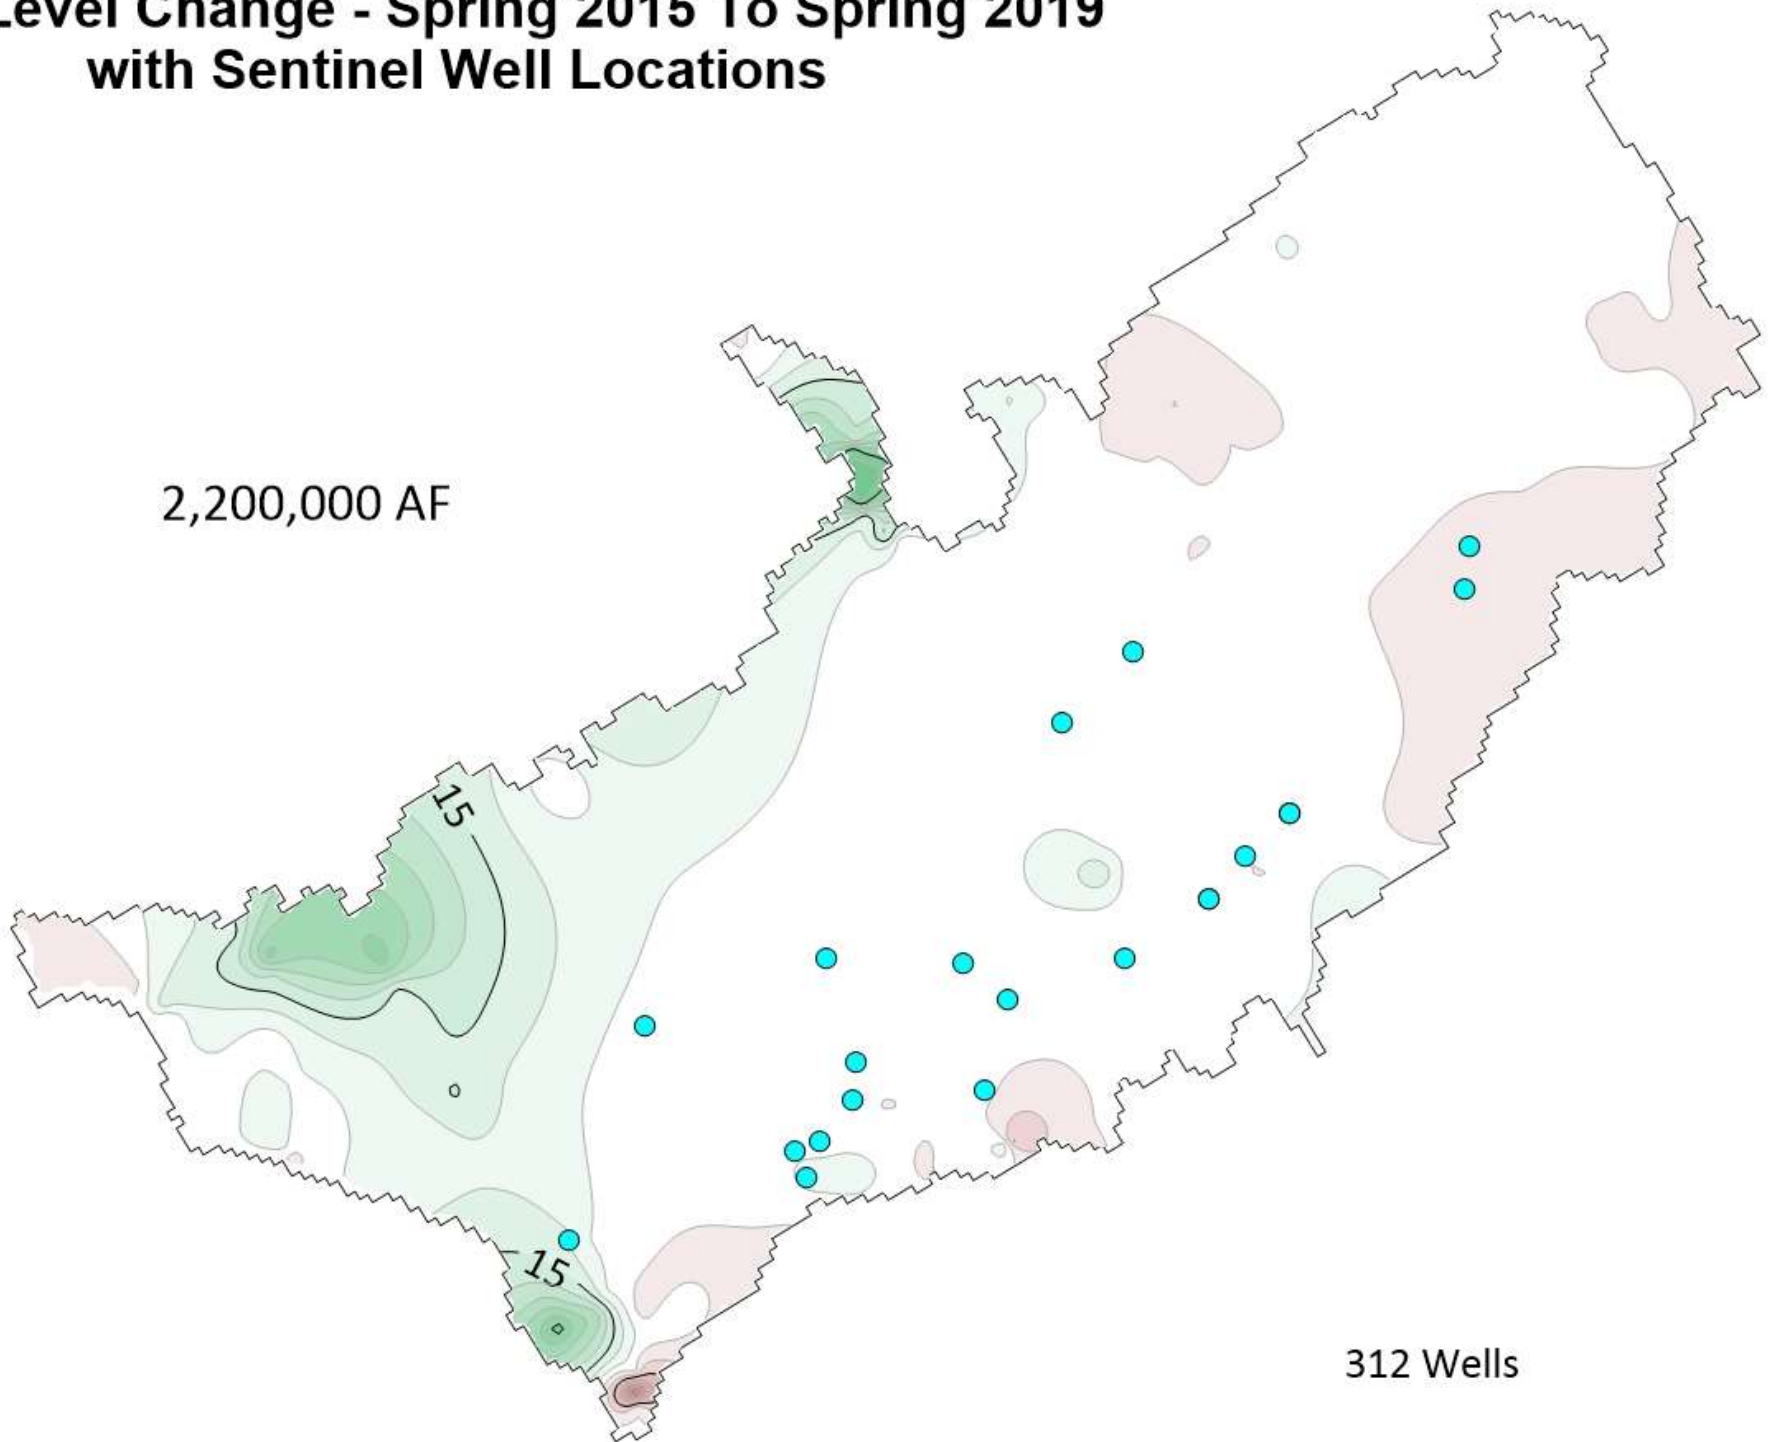 Level Change - Spring 2015 To Spring 2019
with Sentinel Well Locations
2,200,000 AF
15
15
312 Wells